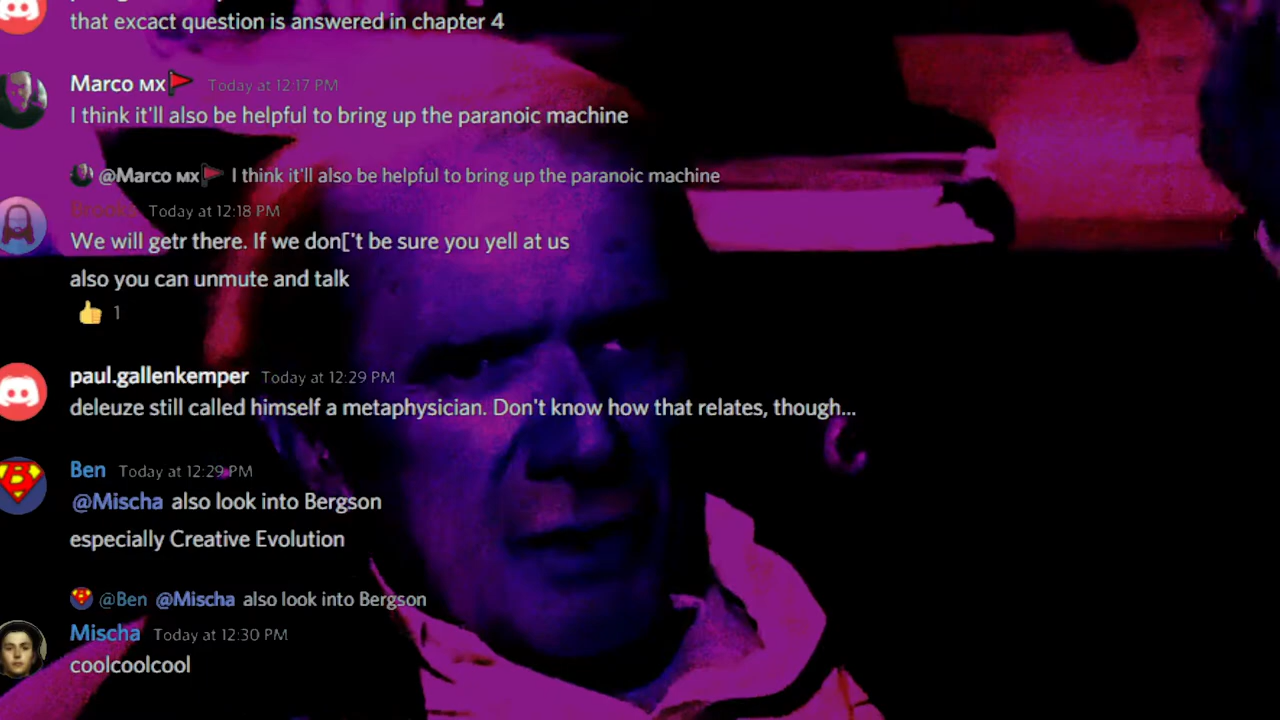 that excact question is answered in chapter 4
Marco MX Today at 12:17 PM
I think it'll also be helpful to bring up the paranoic machine
@Marco MX I think it'll also be helpful to bring up the paranoic machine
Today at 12:18 PM
We will getr there. If we don['t be sure you yell at us
also you can unmute and talk
1
paul.gallenkemper Today at 12:29 PM
deleuze still called himself a metaphysician. Don't know how that relates, though...
Ben Today at 12:29 PM
@Mischa also look into Bergson
especially Creative Evolution
@Ben @Mischa also look into Bergson
Mischa Today at 12:30 PM
coolcoolcool